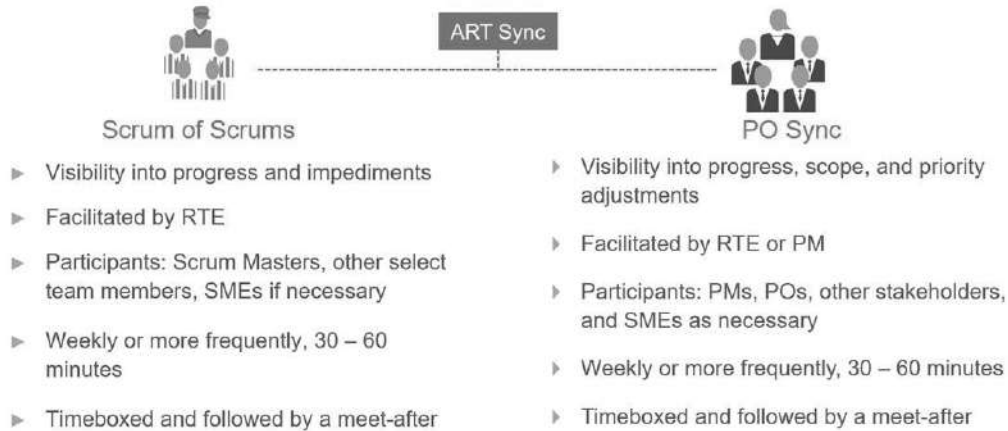 ART Sync
Scrum of Scrums
Visibility into progress and impediments
Facilitated by RTE
Participants: Scrum Masters, other select
team members, SMEs if necessary
Weekly or more frequently, 30 – 60
minutes
Timeboxed and followed by a meet-after
PO Sync
Visibility into progress, scope, and priority
adjustments
Facilitated by RTE or PM
Participants: PMs, POs, other stakeholders,
and SMEs as necessary
Weekly or more frequently, 30 – 60 minutes
Timeboxed and followed by a meet-after